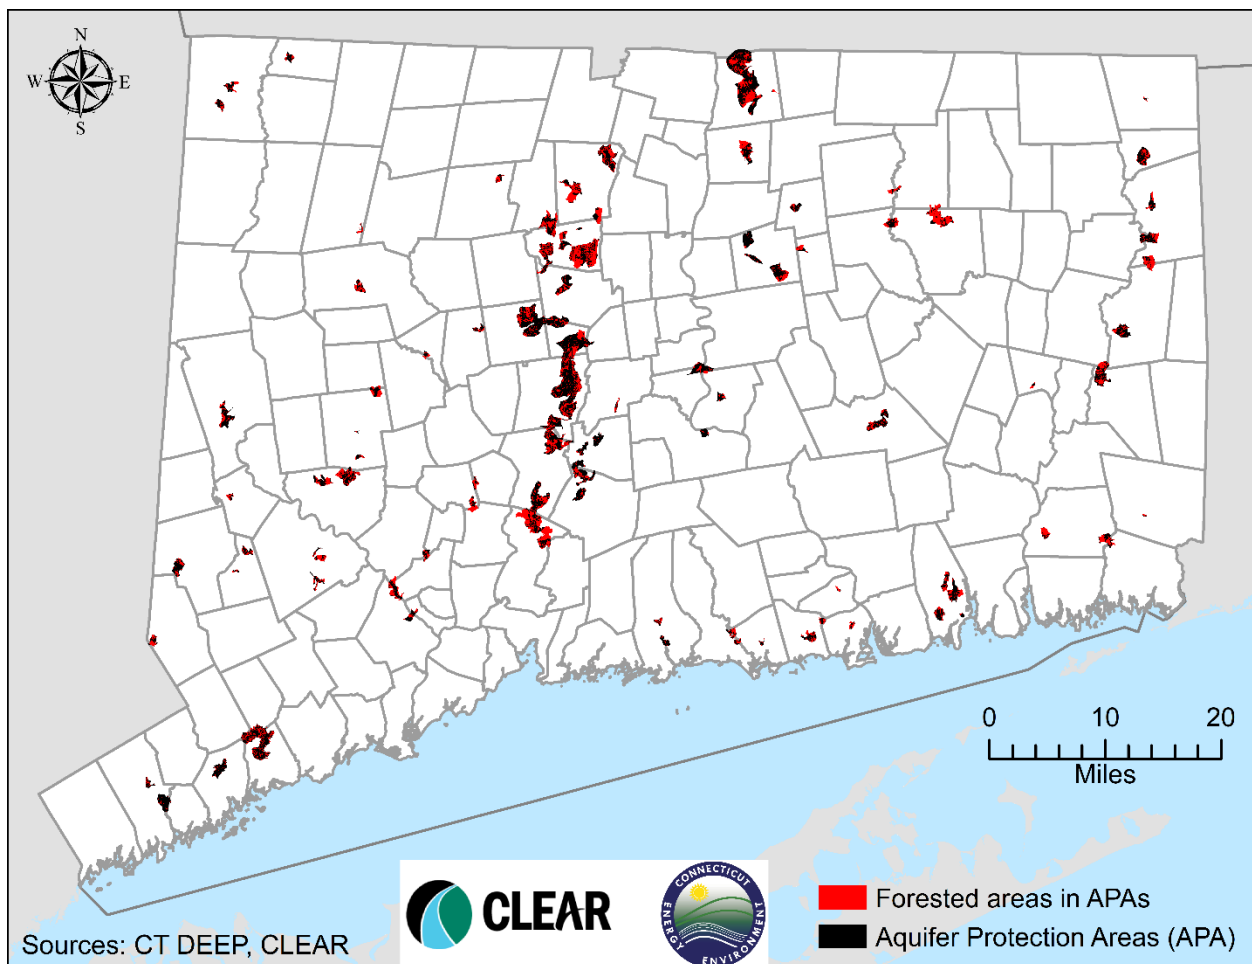 N
W E
S
0 10 20
Miles
CLEAR
CONNECTICUT
ENERGY ENVIRONMENT
Forested areas in APAs
Aquifer Protection Areas (APA)
Sources: CT DEEP, CLEAR